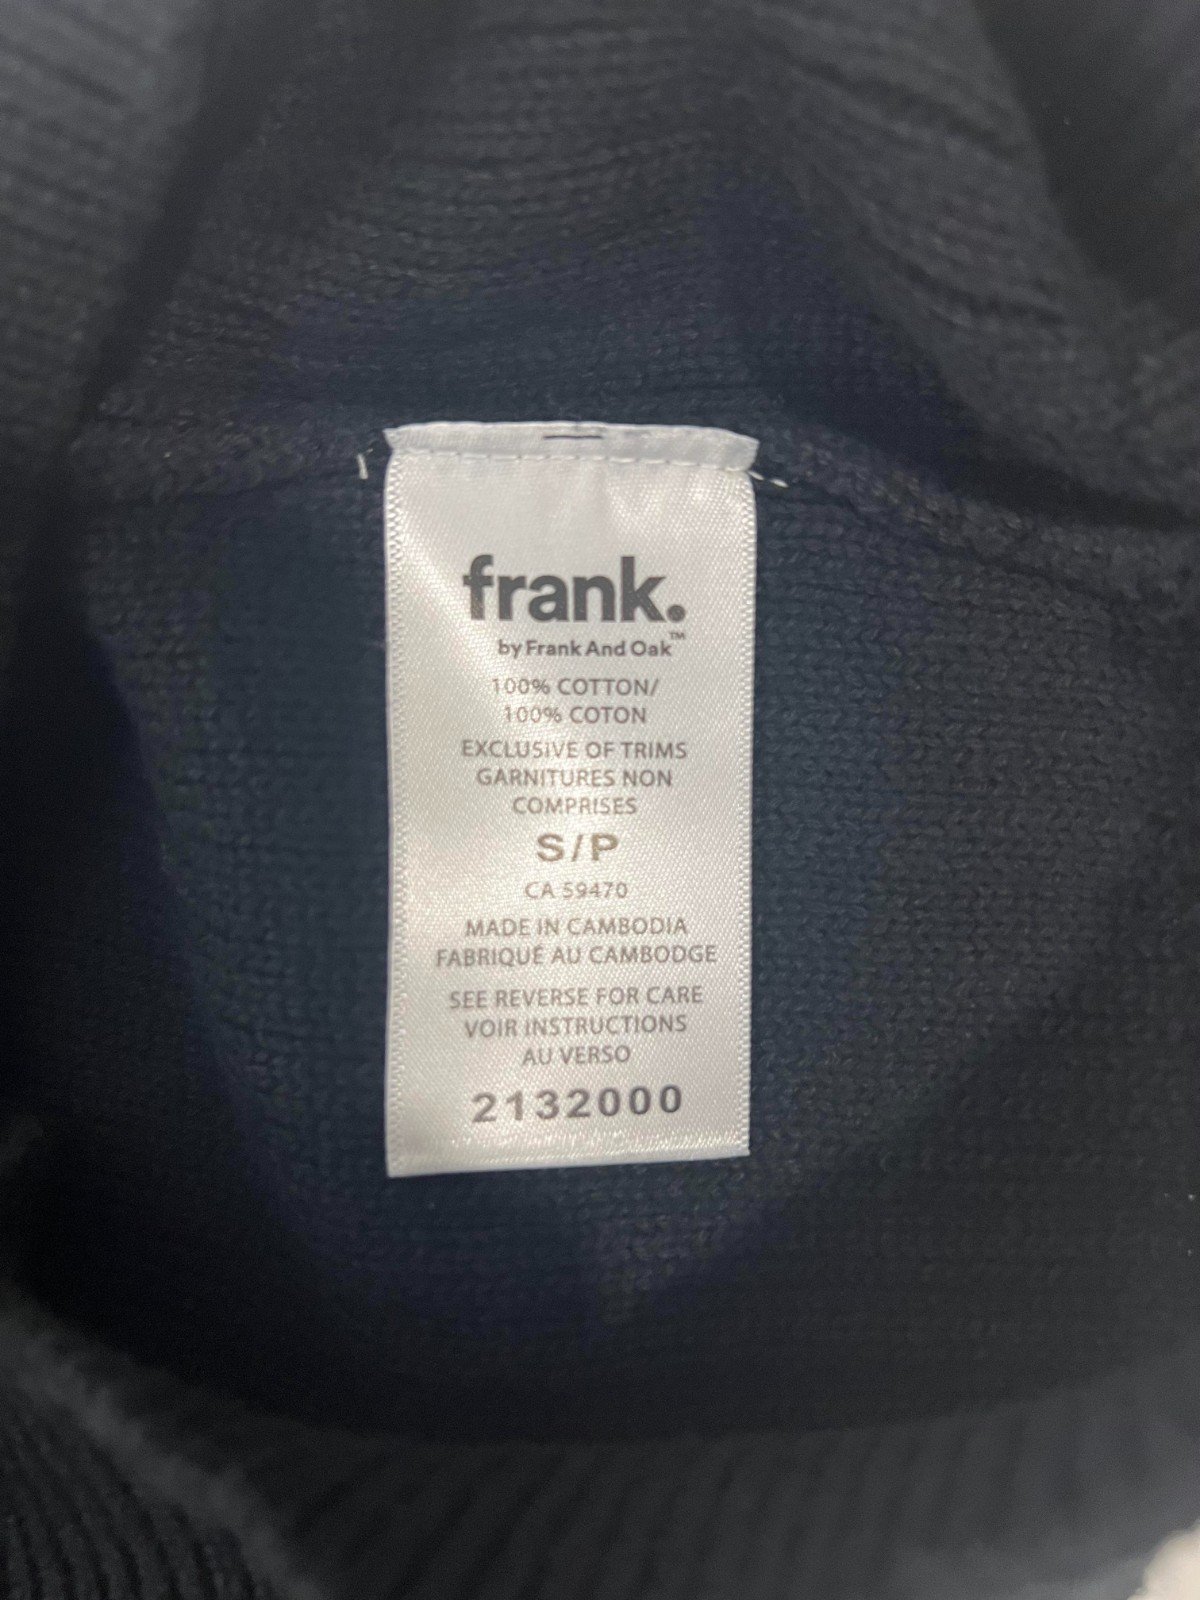 frank.
by Frank And Oak™
100% COTTON/
100% COTON
EXCLUSIVE OF TRIMS
GARNITURES NON
COMPRISES
S/P
CA 59470
MADE IN CAMBODIA
FABRIQUÉ AU CAMBODGE
SEE REVERSE FOR CARE
VOIR INSTRUCTIONS
AU VERSO
2132000